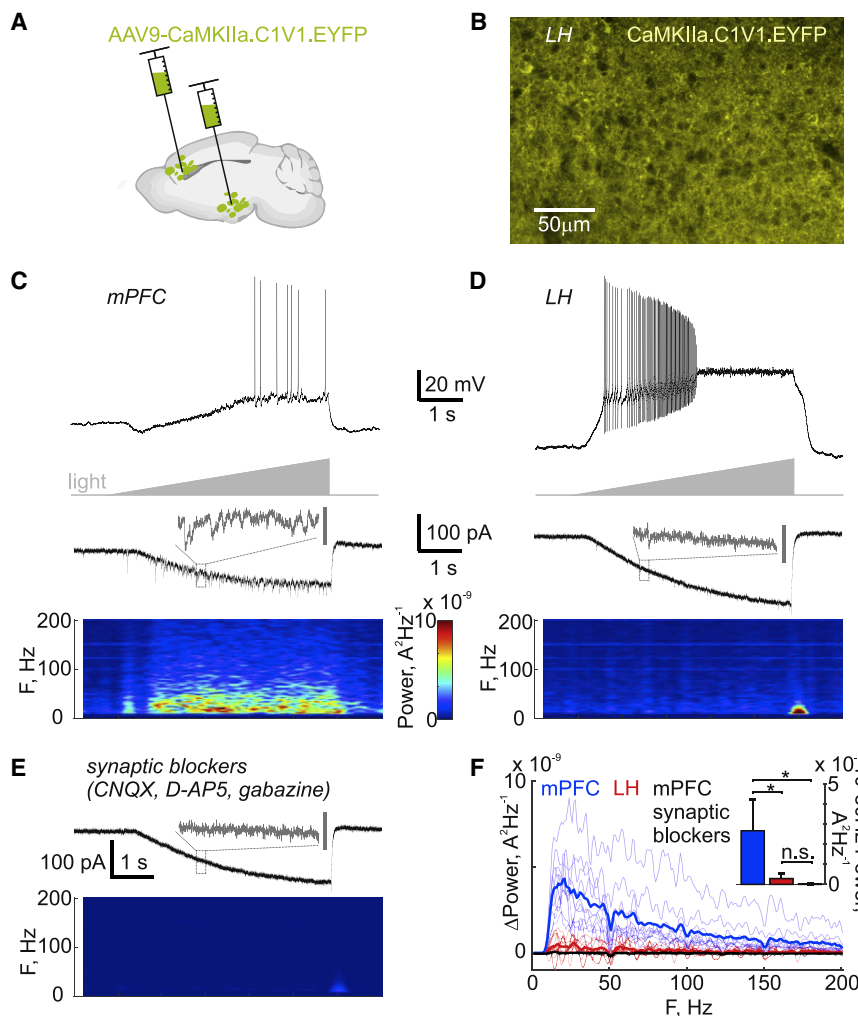 A
AAV9-CaMKIIa.C1V1.EYFP
B
LH
CaMKIIa.C1V1.EYFP
50μm
C
mPFC
D
LH
20 mV
1 s
light
100 pA
1 s
200
100
0
F, Hz
x 10⁻⁹
10
0
Power, A²Hz⁻¹
200
100
0
F, Hz
E
synaptic blockers
(CNQX, D-AP5, gabazine)
100 pA
1 s
200
100
0
F, Hz
F
x 10⁻⁹
10
0
ΔPower, A²Hz⁻¹
mPFC
LH
mPFC
synaptic
blockers
*
*
n.s.
5
0
A²Hz⁻¹
0
50
100
150
200
F, Hz